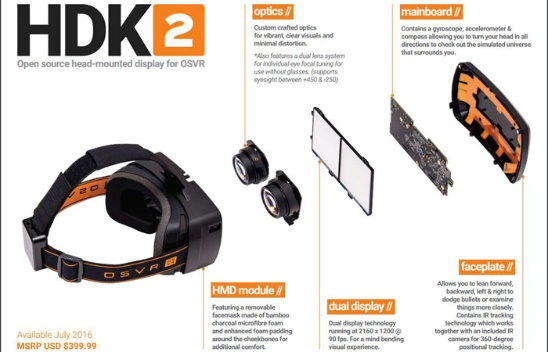 HDK 2
Open source head-mounted display for OSVR
optics //
Custom crafted optics
for vibrant, clear visuals and
minimal distortion.
*Also features a dual lens system
for individual eye focal tuning for
use without glasses. (supports
eyesight between +450 & -250)
mainboard //
Contains a gyroscope, accelerometer &
compass allowing you to turn your head in all
directions to check out the simulated universe
that surrounds you.
OSVR
HMD module //
Featuring a removable
facemask made of bamboo
charcoal microfibre foam
and enhanced foam padding
around the cheekbones for
additional comfort.
dual display //
Dual display technology
running at 2160 x 1200 @
90 fps. For a mind bending
visual experience.
faceplate //
Allows you to lean forward,
backward, left & right to
dodge bullets or examine
things more closely.
Contains IR tracking
technology which works
together with an included IR
camera for 360-degree
positional tracking.
Available July 2016
MSRP USD $399.99